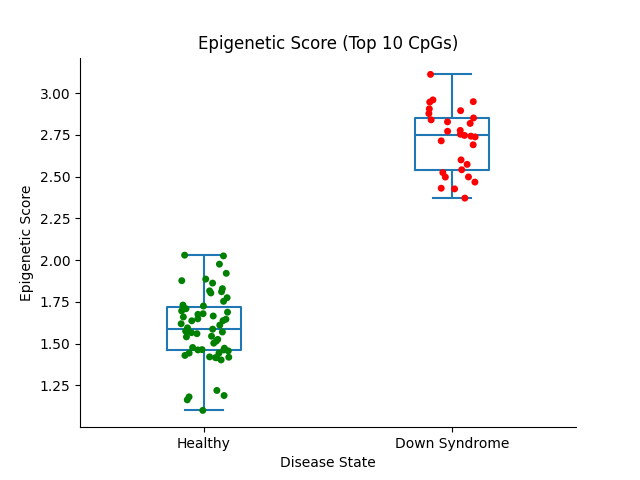 Epigenetic Score (Top 10 CpGs)
Epigenetic Score
3.00
2.75
2.50
2.25
2.00
1.75
1.50
1.25
Healthy
Down Syndrome
Disease State